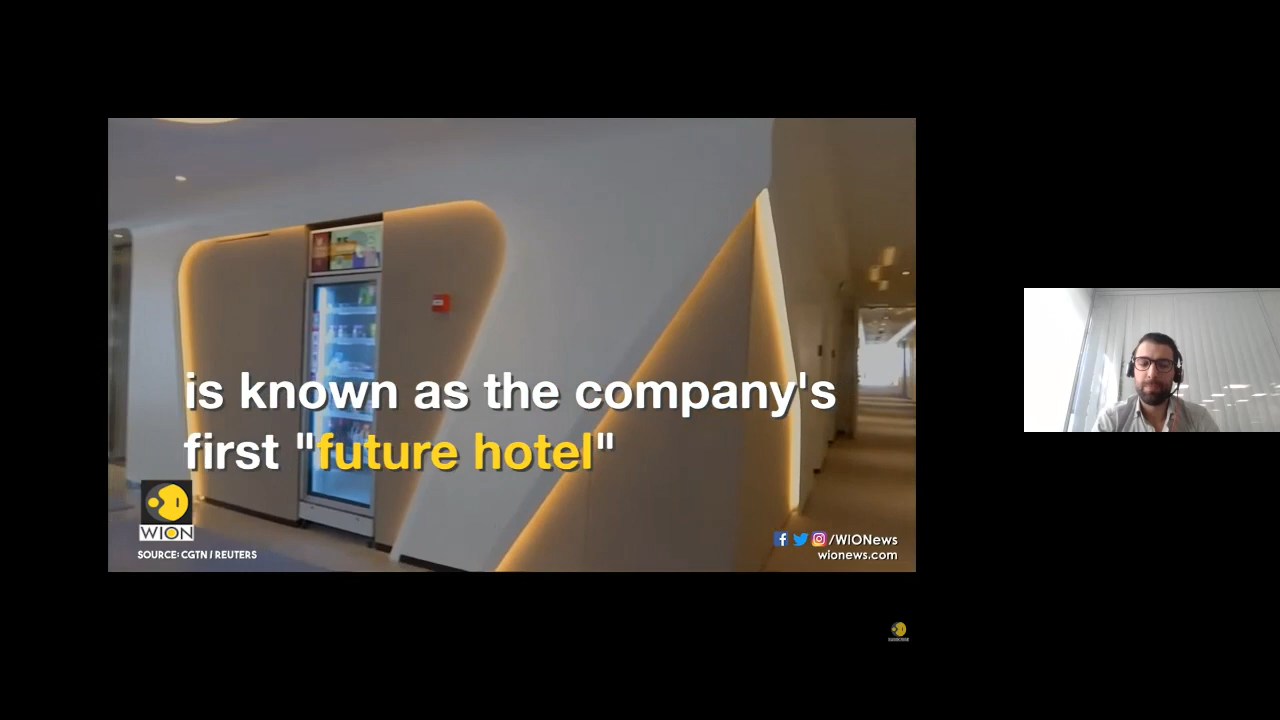 is known as the company's
first "future hotel"
WION
SOURCE: CGTN / REUTERS
/WIONews
wionews.com